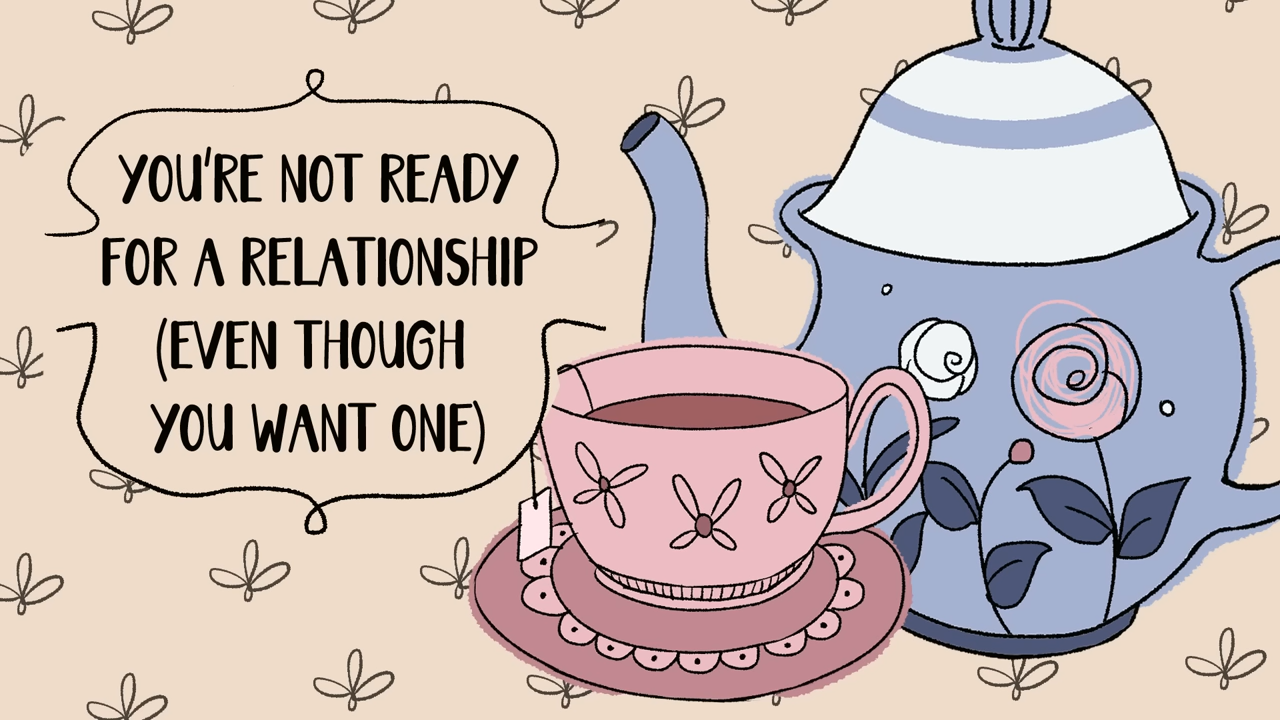 YOU'RE NOT READY
FOR A RELATIONSHIP
(EVEN THOUGH
YOU WANT ONE)